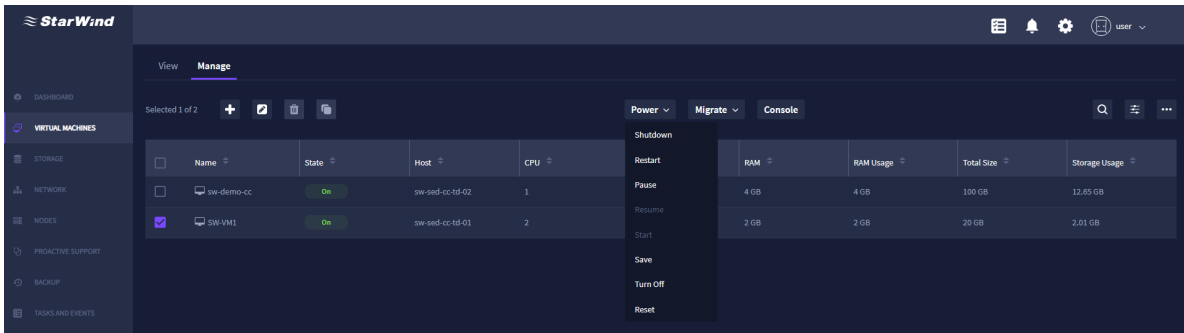 StarWind
user
View Manage
DASHBOARD
VIRTUAL MACHINES
STORAGE
NETWORK
NODES
PROACTIVE SUPPORT
BACKUP
TASKS AND EVENTS
Selected 1 of 2
Power Migrate Console
Shutdown
Restart
Pause
Resume
Start
Save
Turn Off
Reset
Name State Host CPU RAM RAM Usage Total Size Storage Usage
sw-demo-cc On sw-sed-cc-td-02 1 4 GB 4 GB 100 GB 12.65 GB
SW-VM1 On sw-sed-cc-td-01 2 2 GB 2 GB 20 GB 2.01 GB